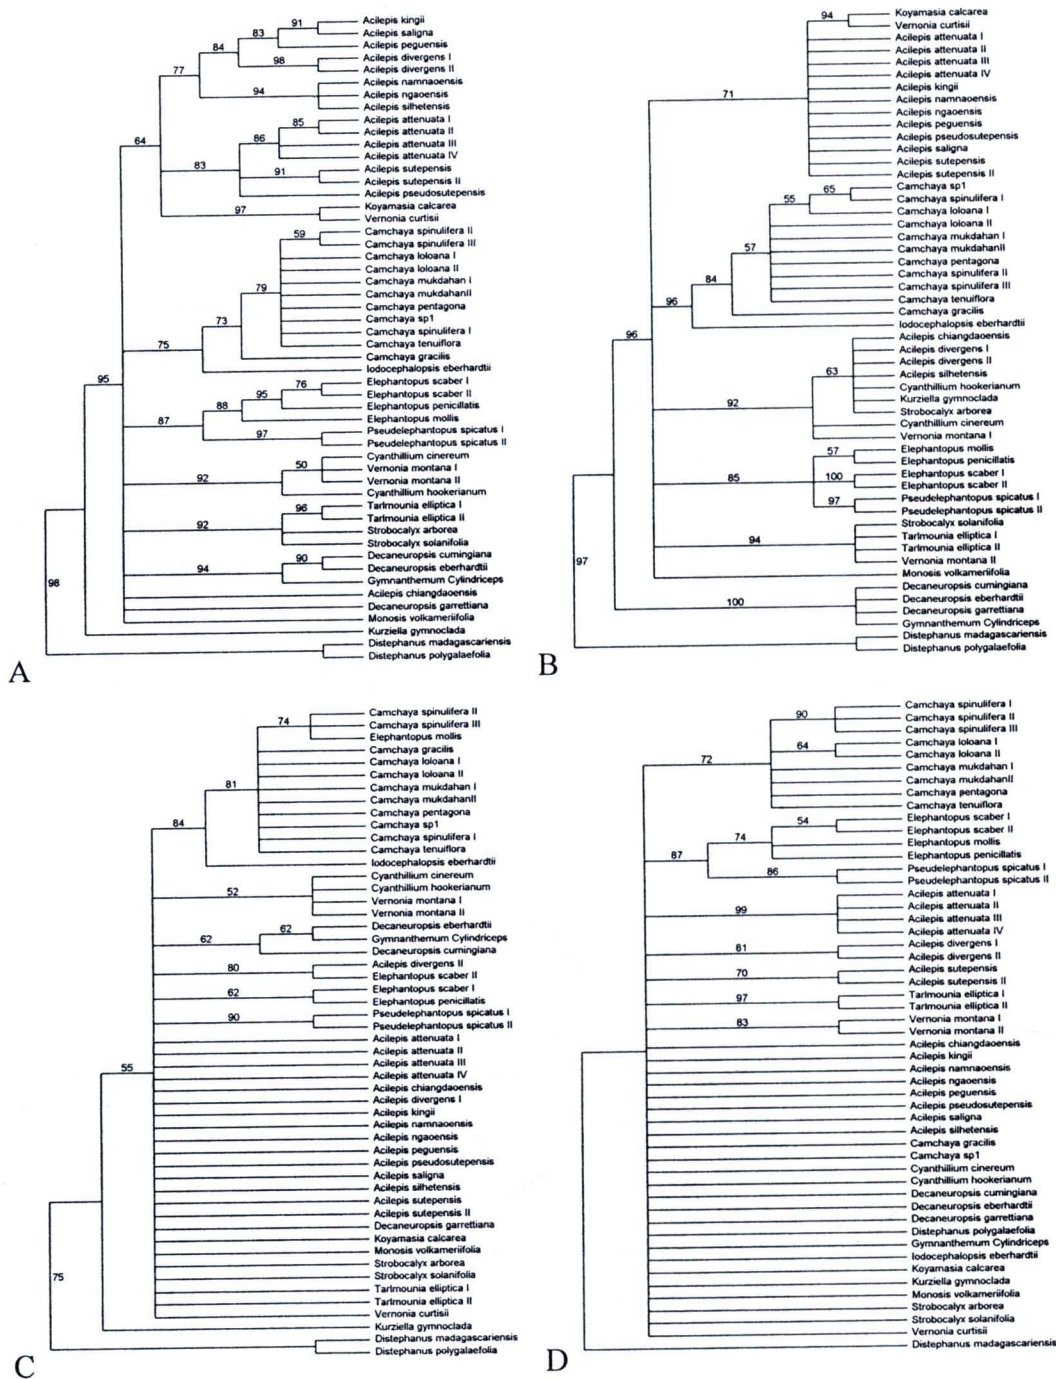 91
Acilepis kingii
83
Acilepis saligna
84
Acilepis peguensis
77
98
Acilepis divergens I
Acilepis divergens II
94
Acilepis namnaoensis
Acilepis ngaoensis
Acilepis silhetensis
64
85
Acilepis attenuata I
86
Acilepis attenuata II
Acilepis attenuata III
83
Acilepis attenuata IV
91
Acilepis sutepensis
Acilepis sutepensis II
Acilepis pseudosutepensis
97
Koyamasia calcarea
Vernonia curtisii
59
Camchaya spinulifera II
Camchaya spinulifera III
Camchaya loloana I
Camchaya loloana II
79
Camchaya mukdahan I
Camchaya mukdahanII
Camchaya pentagona
73
Camchaya sp1
Camchaya spinulifera I
75
Camchaya tenuiflora
Camchaya gracilis
Iodocephalopsis eberhardtii
95
76
Elephantopus scaber I
95
Elephantopus scaber II
88
Elephantopus penicillatis
87
Elephantopus mollis
97
Pseudelephantopus spicatus I
Pseudelephantopus spicatus II
92
50
Cyanthillium cinereum
Vernonia montana I
Vernonia montana II
Cyanthillium hookerianum
92
96
Tarlmounia elliptica I
Tarlmounia elliptica II
Strobocalyx arborea
Strobocalyx solanifolia
94
90
Decaneuropsis cumingiana
Decaneuropsis eberhardtii
Gymnanthemum Cylindriceps
98
Acilepis chiangdaoensis
Decaneuropsis garrettiana
Monosis volkameriifolia
Kurziella gymnoclada
Distephanus madagascariensis
Distephanus polygalaefolia
A
94
Koyamasia calcarea
Vernonia curtisii
Acilepis attenuata I
Acilepis attenuata II
Acilepis attenuata III
Acilepis attenuata IV
71
Acilepis kingii
Acilepis namnaoensis
Acilepis ngaoensis
Acilepis peguensis
Acilepis pseudosutepensis
Acilepis saligna
Acilepis sutepensis
Acilepis sutepensis II
65
Camchaya sp1
55
Camchaya spinulifera I
Camchaya loloana I
Camchaya loloana II
57
Camchaya mukdahan I
Camchaya mukdahanII
Camchaya pentagona
84
Camchaya spinulifera II
Camchaya spinulifera III
96
Camchaya tenuiflora
Camchaya gracilis
Iodocephalopsis eberhardtii
96
Acilepis chiangdaoensis
Acilepis divergens I
Acilepis divergens II
63
Acilepis silhetensis
Cyanthillium hookerianum
92
Kurziella gymnoclada
Strobocalyx arborea
Cyanthillium cinereum
Vernonia montana I
57
Elephantopus mollis
Elephantopus penicillatis
85
100
Elephantopus scaber I
Elephantopus scaber II
97
Pseudelephantopus spicatus I
Pseudelephantopus spicatus II
94
Strobocalyx solanifolia
Tarlmounia elliptica I
Tarlmounia elliptica II
Vernonia montana II
97
Monosis volkameriifolia
100
Decaneuropsis cumingiana
Decaneuropsis eberhardtii
Decaneuropsis garrettiana
Gymnanthemum Cylindriceps
Distephanus madagascariensis
Distephanus polygalaefolia
B
74
Camchaya spinulifera II
Camchaya spinulifera III
Elephantopus mollis
Camchaya gracilis
Camchaya loloana I
Camchaya loloana II
81
Camchaya mukdahan I
Camchaya mukdahanII
Camchaya pentagona
84
Camchaya sp1
Camchaya spinulifera I
Camchaya tenuiflora
Iodocephalopsis eberhardtii
52
Cyanthillium cinereum
Cyanthillium hookerianum
Vernonia montana I
Vernonia montana II
62
62
Decaneuropsis eberhardtii
Gymnanthemum Cylindriceps
Decaneuropsis cumingiana
80
Acilepis divergens II
Elephantopus scaber II
62
Elephantopus scaber I
Elephantopus penicillatis
90
Pseudelephantopus spicatus I
Pseudelephantopus spicatus II
Acilepis attenuata I
Acilepis attenuata II
Acilepis attenuata III
55
Acilepis attenuata IV
Acilepis chiangdaoensis
Acilepis divergens I
Acilepis kingii
Acilepis namnaoensis
Acilepis ngaoensis
Acilepis peguensis
Acilepis pseudosutepensis
Acilepis saligna
Acilepis silhetensis
Acilepis sutepensis
Acilepis sutepensis II
Decaneuropsis garrettiana
Koyamasia calcarea
Monosis volkameriifolia
Strobocalyx arborea
75
Strobocalyx solanifolia
Tarlmounia elliptica I
Tarlmounia elliptica II
Vernonia curtisii
Kurziella gymnoclada
Distephanus madagascariensis
Distephanus polygalaefolia
C
90
Camchaya spinulifera I
Camchaya spinulifera II
Camchaya spinulifera III
72
64
Camchaya loloana I
Camchaya loloana II
Camchaya mukdahan I
Camchaya mukdahanII
Camchaya pentagona
Camchaya tenuiflora
54
Elephantopus scaber I
Elephantopus scaber II
74
Elephantopus mollis
87
Elephantopus penicillatis
86
Pseudelephantopus spicatus I
Pseudelephantopus spicatus II
99
Acilepis attenuata I
Acilepis attenuata II
Acilepis attenuata III
Acilepis attenuata IV
81
Acilepis divergens I
Acilepis divergens II
70
Acilepis sutepensis
Acilepis sutepensis II
97
Tarlmounia elliptica I
Tarlmounia elliptica II
83
Vernonia montana I
Vernonia montana II
Acilepis chiangdaoensis
Acilepis kingii
Acilepis namnaoensis
Acilepis ngaoensis
Acilepis peguensis
Acilepis pseudosutepensis
Acilepis saligna
Acilepis silhetensis
Camchaya gracilis
Camchaya sp1
Cyanthillium cinereum
Cyanthillium hookerianum
Decaneuropsis cumingiana
Decaneuropsis eberhardtii
Decaneuropsis garrettiana
Distephanus polygalaefolia
Gymnanthemum Cylindriceps
Iodocephalopsis eberhardtii
Koyamasia calcarea
Kurziella gymnoclada
Monosis volkameriifolia
Strobocalyx arborea
Strobocalyx solanifolia
Vernonia curtisii
Distephanus madagascariensis
D